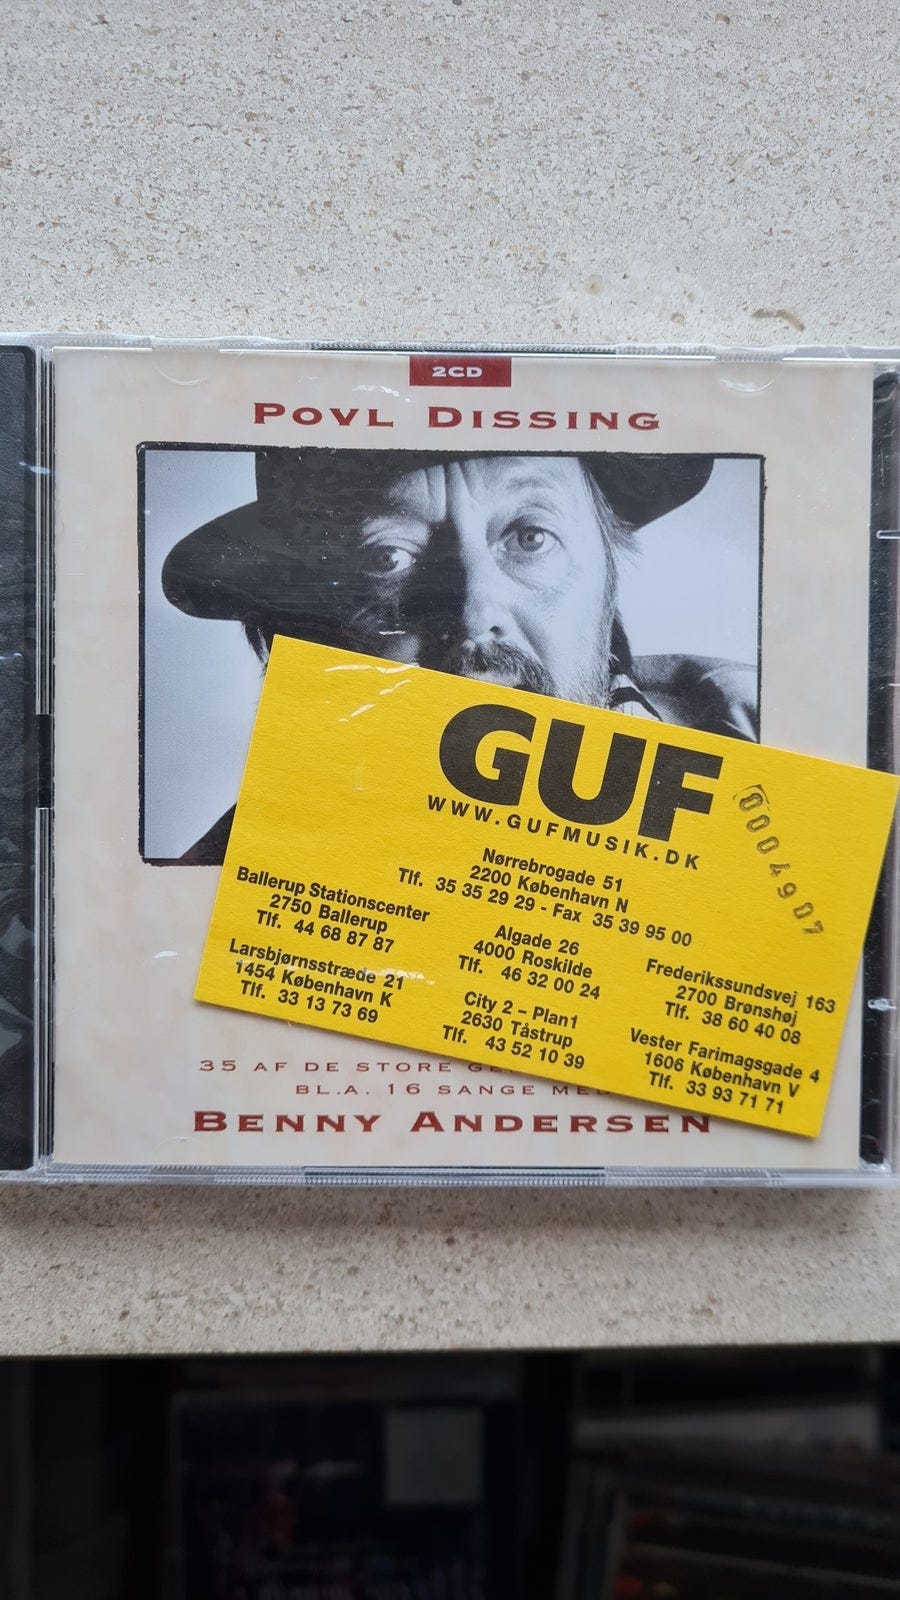 2CD
POVL DISSING
GUF
WWW.GUFMUSIK.DK
0004907
Nørrebrogade 51
2200 København N
Tlf. 35 35 29 29 - Fax 35 39 95 00
Ballerup Stationscenter
2750 Ballerup
Tlf. 44 68 87 87
Larsbjørnsstræde 21
1454 København K
Tlf. 33 13 73 69
Algade 26
4000 Roskilde
Tlf. 46 32 00 24
City 2 – Plan1
2630 Tåstrup
Tlf. 43 52 10 39
Frederikssundsvej 163
2700 Brønshøj
Tlf. 38 60 40 08
Vester Farimagsgade 4
1606 København V
Tlf. 33 93 71 71
35 AF DE STORE
BL.A. 16 SANGE MED
BENNY ANDERSEN